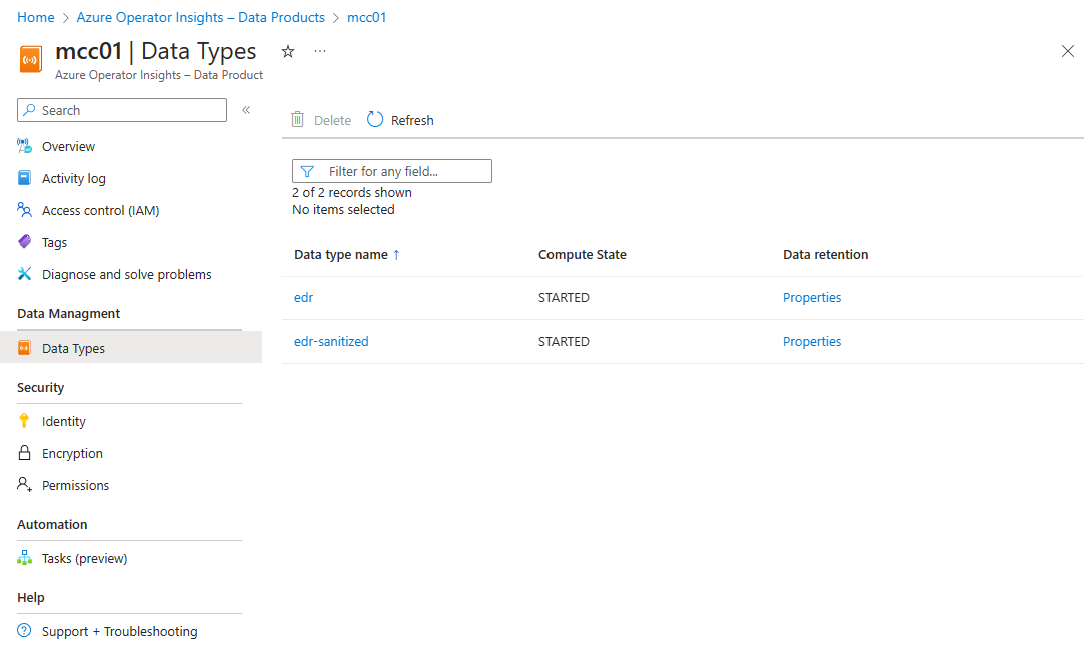 Home > Azure Operator Insights – Data Products > mcc01
mcc01 | Data Types
Azure Operator Insights – Data Product
Search
Overview
Activity log
Access control (IAM)
Tags
Diagnose and solve problems
Data Managment
Data Types
Security
Identity
Encryption
Permissions
Automation
Tasks (preview)
Help
Support + Troubleshooting
Delete Refresh
Filter for any field...
2 of 2 records shown
No items selected
Data type name ↑ Compute State Data retention
edr STARTED Properties
edr-sanitized STARTED Properties